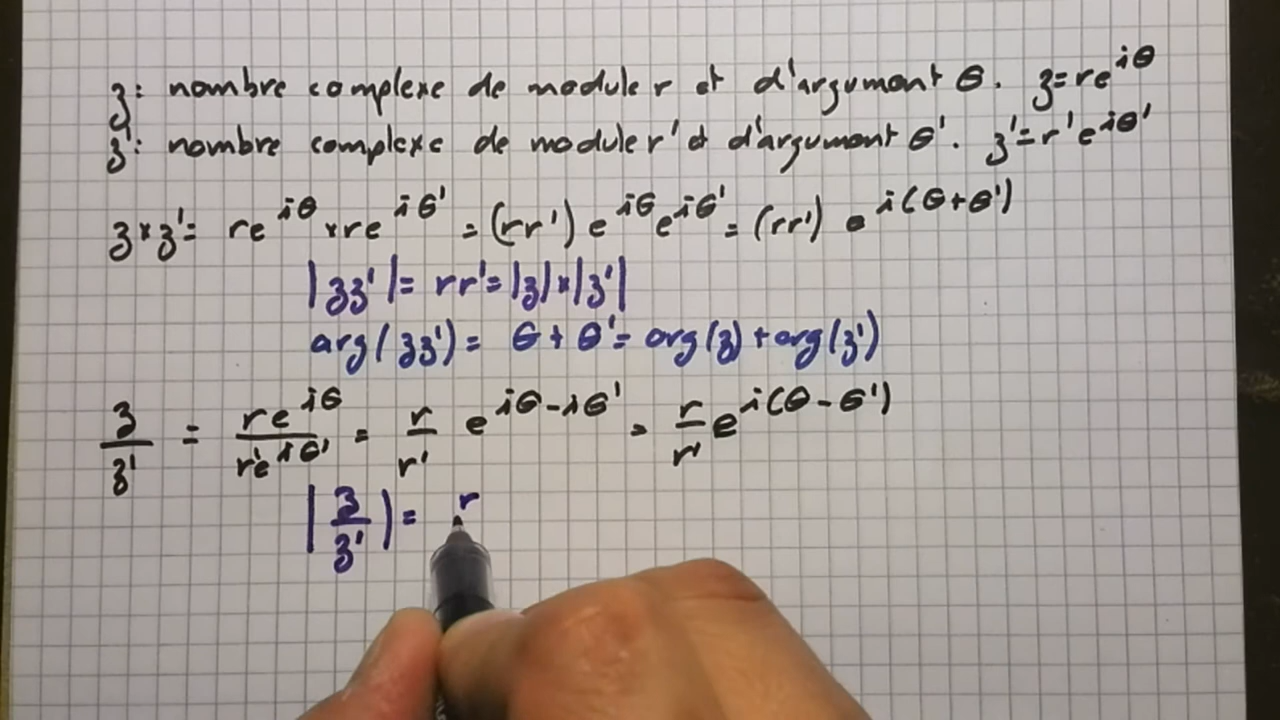 z: nombre complexe de module r et d'argument θ. z=re^{iθ}
z': nombre complexe de module r' et d'argument θ'. z'=r'e^{iθ'}
z×z'= re^{iθ}×re^{iθ'} = (rr') e^{iθ}e^{iθ'} = (rr') e^{i(θ+θ')}
|zz'|= rr'=|z|×|z'|
arg(zz')= θ+θ'= arg(z)+arg(z')
z/z' = re^{iθ}/r'e^{iθ'} = r/r' e^{iθ-iθ'} = r/r' e^{i(θ-θ')}
|z/z'|= r